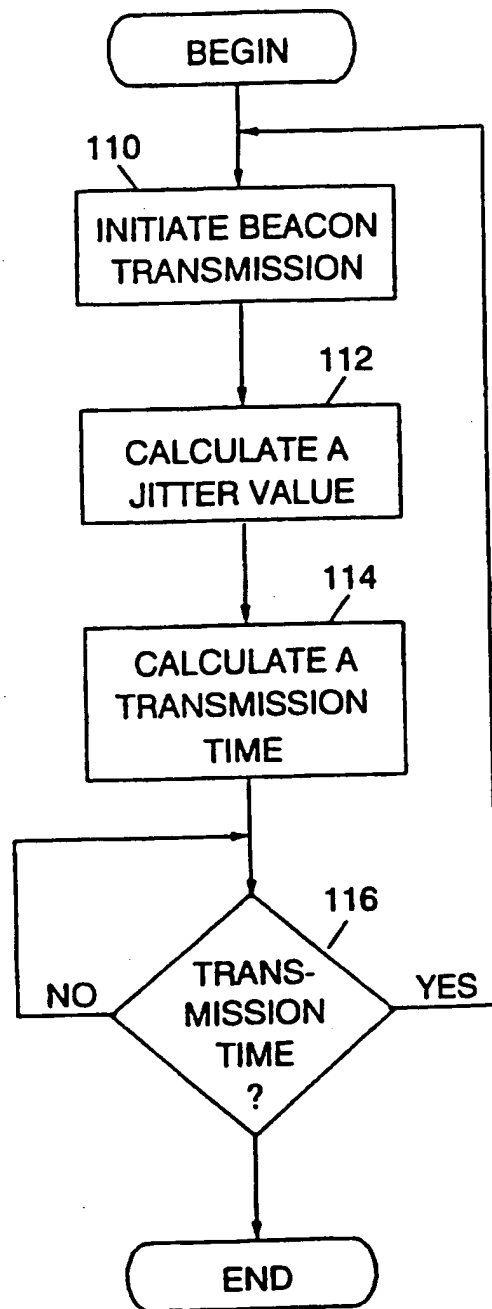 BEGIN
110
INITIATE BEACON
TRANSMISSION
112
CALCULATE A
JITTER VALUE
114
CALCULATE A
TRANSMISSION
TIME
116
TRANS-
MISSION
TIME
?
NO
YES
END